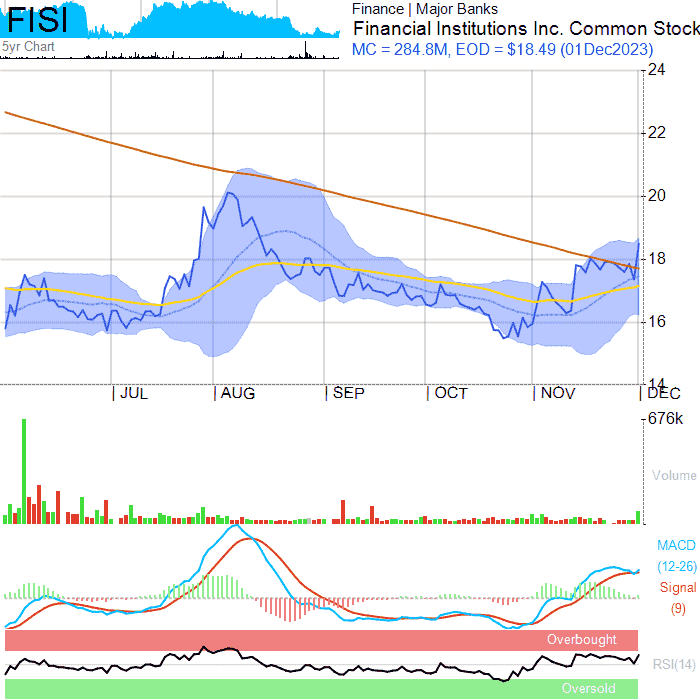 FISI
5yr Chart
Finance | Major Banks
Financial Institutions Inc. Common Stock
MC = 284.8M, EOD = $18.49 (01Dec2023)
24
22
20
18
16
14
JUL AUG SEP OCT NOV DEC
676k
Volume
MACD
(12-26)
Signal
(9)
Overbought
RSI(14)
Oversold